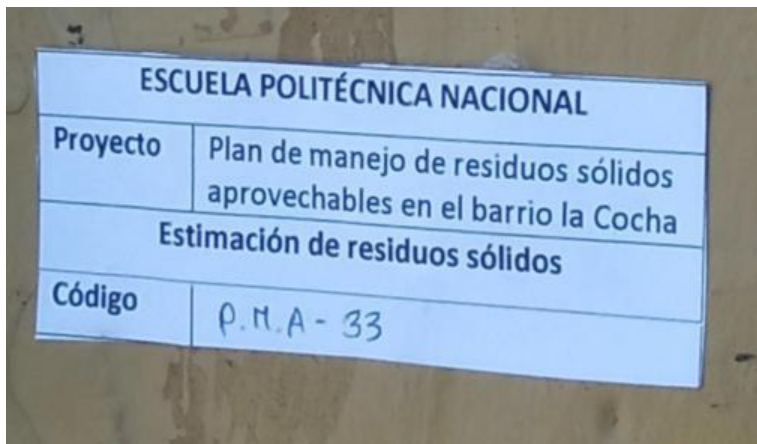 ESCUELA POLITÉCNICA NACIONAL
Proyecto
Plan de manejo de residuos sólidos
aprovechables en el barrio la Cocha
Estimación de residuos sólidos
Código
P.M.A - 33